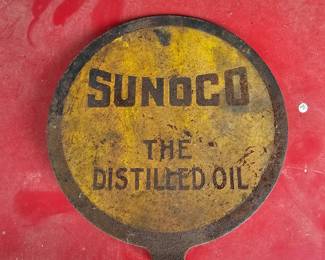 SUNOCO
THE
DISTILLED OIL